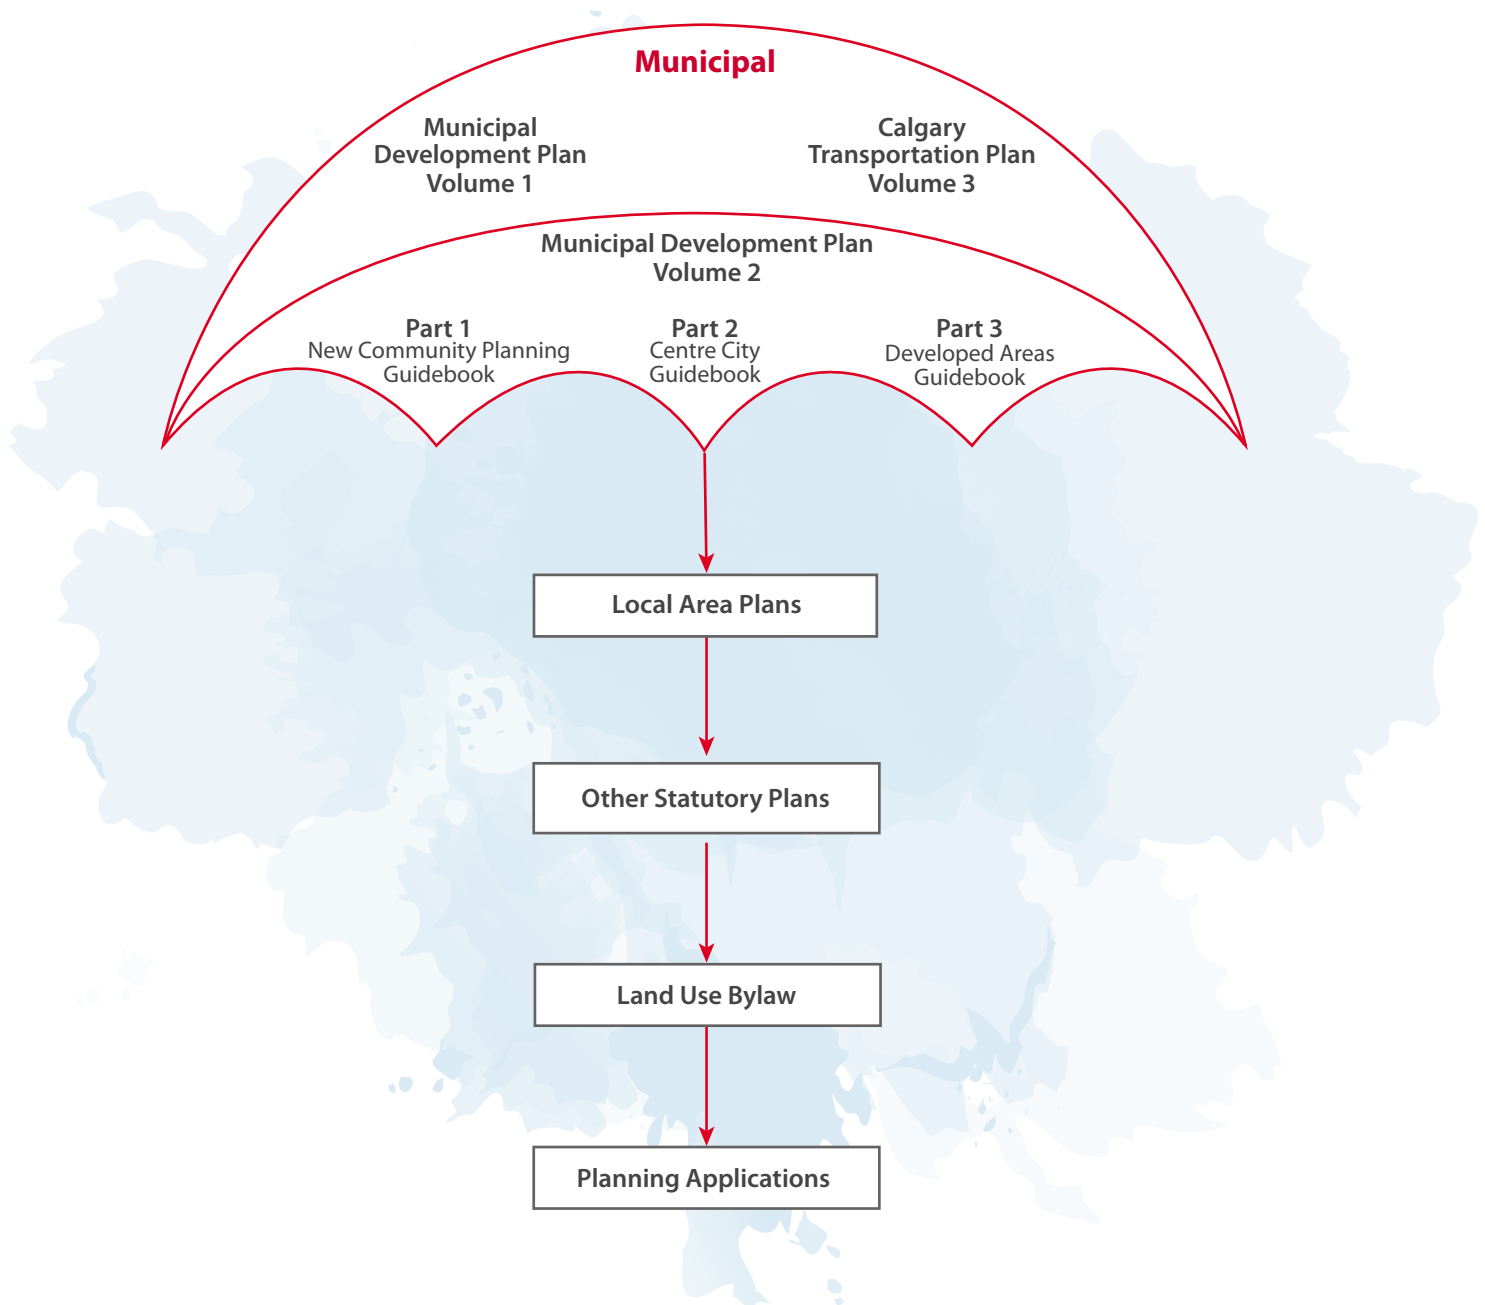 Municipal
Municipal
Development Plan
Volume 1
Calgary
Transportation Plan
Volume 3
Municipal Development Plan
Volume 2
Part 1
New Community Planning
Guidebook
Part 2
Centre City
Guidebook
Part 3
Developed Areas
Guidebook
Local Area Plans
Other Statutory Plans
Land Use Bylaw
Planning Applications